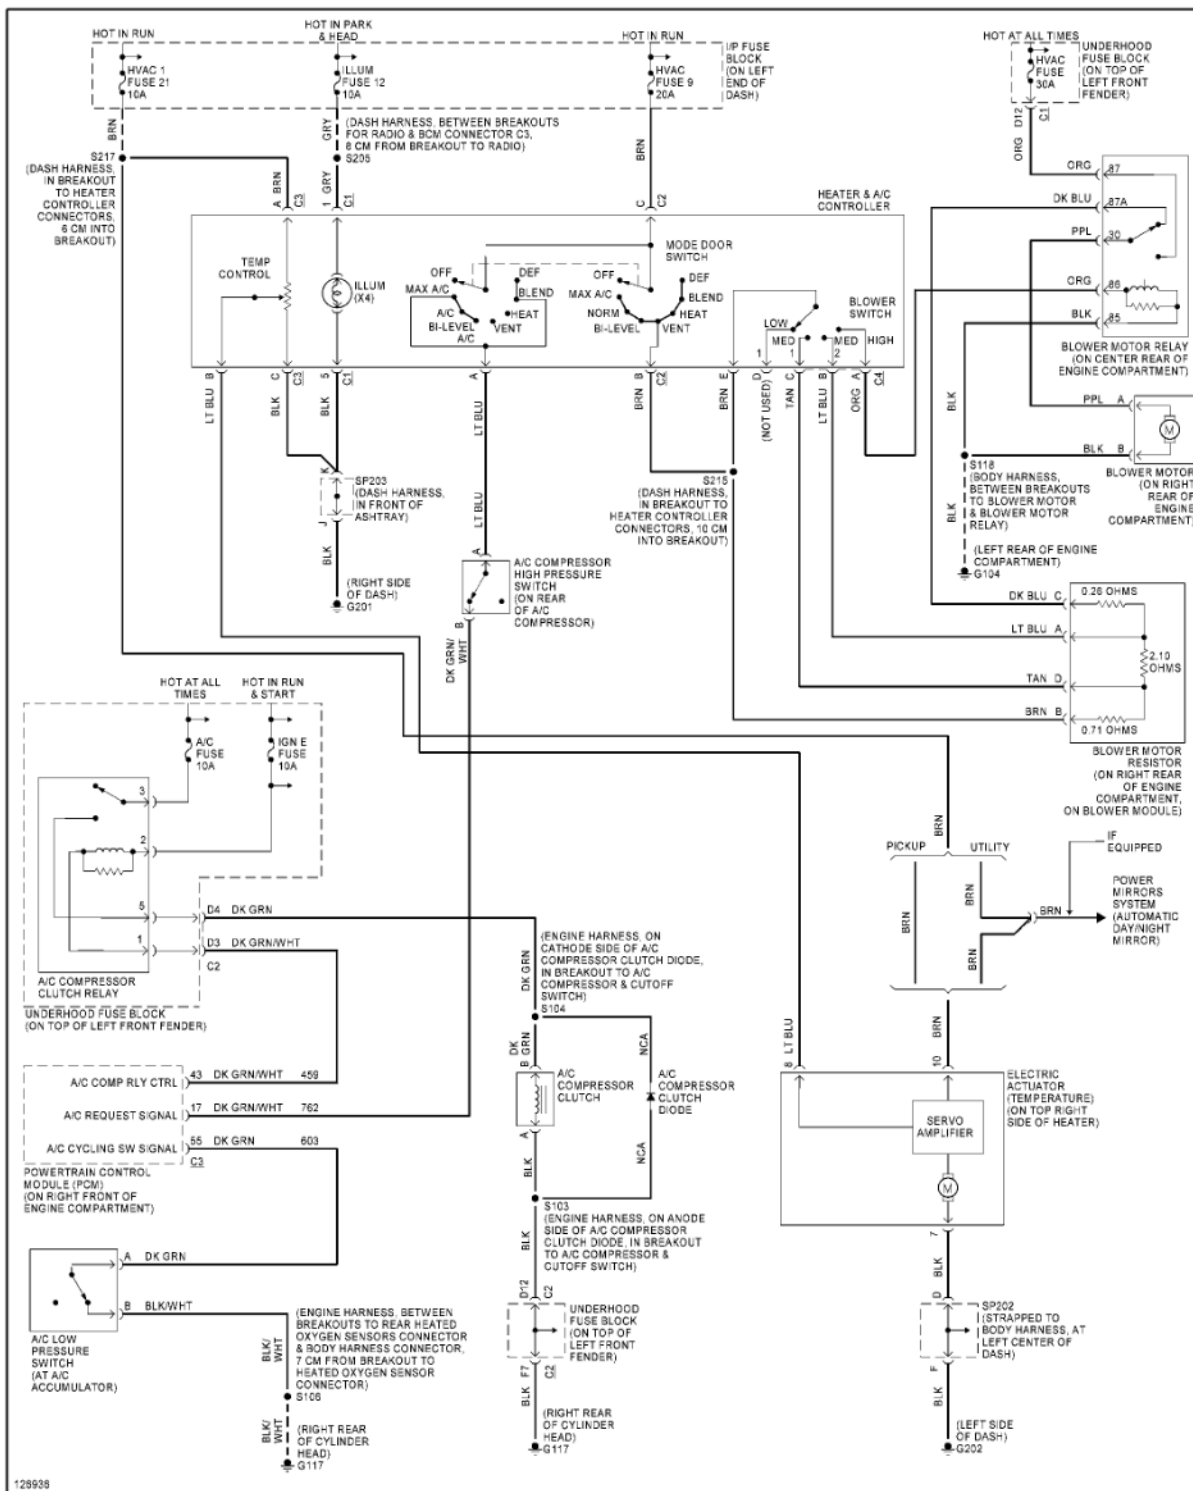 HOT IN RUN
HOT IN PARK
& HEAD
HOT IN RUN
HOT AT ALL TIMES
HVAC 1
FUSE 21
10A
ILLUM
FUSE 12
10A
HVAC
FUSE 9
20A
I/P FUSE
BLOCK
(ON LEFT
END OF
DASH)
HVAC
FUSE
30A
UNDERHOOD
FUSE BLOCK
(ON TOP OF
LEFT FRONT
FENDER)
D12
C1
BRN
GRY
(DASH HARNESS, BETWEEN BREAKOUTS
FOR RADIO & BCM CONNECTOR C3,
8 CM FROM BREAKOUT TO RADIO)
S205
BRN
ORG
S217
(DASH HARNESS,
IN BREAKOUT
TO HEATER
CONTROLLER
CONNECTORS,
6 CM INTO
BREAKOUT)
A BRN
C3
1 GRY
C1
C
C2
HEATER & A/C
CONTROLLER
ORG 87
DK BLU 87A
PPL 30
ORG 86
BLK 85
BLOWER MOTOR RELAY
(ON CENTER REAR OF
ENGINE COMPARTMENT)
TEMP
CONTROL
ILLUM
(X4)
MODE DOOR
SWITCH
OFF
DEF
MAX A/C
BLEND
A/C
HEAT
BI-LEVEL
VENT
A/C
OFF
DEF
MAX A/C
BLEND
NORM
HEAT
BI-LEVEL
VENT
BLOWER
SWITCH
LOW
MED
MED
HIGH
1
1
2
B
C
C3
5
C1
A
B
C2
E
D
C
B
A
C4
LT BLU
BLK
BLK
LT BLU
BRN
BRN
(NOT USED)
TAN
LT BLU
ORG
BLK
PPL A
M
BLK B
BLOWER MOTOR
(ON RIGHT
REAR OF
ENGINE
COMPARTMENT)
K
SP203
(DASH HARNESS,
IN FRONT OF
ASHTRAY)
J
BLK
(RIGHT SIDE
OF DASH)
G201
LT BLU
S215
(DASH HARNESS,
IN BREAKOUT TO
HEATER CONTROLLER
CONNECTORS, 10 CM
INTO BREAKOUT)
S118
(BODY HARNESS,
BETWEEN BREAKOUTS
TO BLOWER MOTOR
& BLOWER MOTOR
RELAY)
BLK
(LEFT REAR OF ENGINE
COMPARTMENT)
G104
A
A/C COMPRESSOR
HIGH PRESSURE
SWITCH
(ON REAR
OF A/C
COMPRESSOR)
B
DK GRN/
WHT
DK BLU C
0.26 OHMS
LT BLU A
2.10
OHMS
TAN D
BRN B
0.71 OHMS
BLOWER MOTOR
RESISTOR
(ON RIGHT REAR
OF ENGINE
COMPARTMENT,
ON BLOWER MODULE)
HOT AT ALL
TIMES
HOT IN RUN
& START
A/C
FUSE
10A
IGN E
FUSE
10A
3
2
5
1
D4 DK GRN
D3 DK GRN/WHT
C2
A/C COMPRESSOR
CLUTCH RELAY
UNDERHOOD FUSE BLOCK
(ON TOP OF LEFT FRONT FENDER)
BRN
PICKUP
UTILITY
IF
EQUIPPED
BRN
BRN
BRN
BRN
POWER
MIRRORS
SYSTEM
(AUTOMATIC
DAY/NIGHT
MIRROR)
DK GRN
(ENGINE HARNESS, ON
CATHODE SIDE OF A/C
COMPRESSOR CLUTCH DIODE,
IN BREAKOUT TO A/C
COMPRESSOR & CUTOFF
SWITCH)
S104
DK
GRN
B
NCA
A/C
COMPRESSOR
CLUTCH
A/C
COMPRESSOR
CLUTCH
DIODE
A
BLK
NCA
8 LT BLU
10
BRN
ELECTRIC
ACTUATOR
(TEMPERATURE)
(ON TOP RIGHT
SIDE OF HEATER)
SERVO
AMPLIFIER
M
A/C COMP RLY CTRL
43 DK GRN/WHT 459
A/C REQUEST SIGNAL
17 DK GRN/WHT 762
A/C CYCLING SW SIGNAL
55 DK GRN 603
C3
POWERTRAIN CONTROL
MODULE (PCM)
(ON RIGHT FRONT OF
ENGINE COMPARTMENT)
S103
(ENGINE HARNESS, ON ANODE
SIDE OF A/C COMPRESSOR
CLUTCH DIODE, IN BREAKOUT
TO A/C COMPRESSOR &
CUTOFF SWITCH)
BLK
7
BLK
A DK GRN
B BLK/WHT
A/C LOW
PRESSURE
SWITCH
(AT A/C
ACCUMULATOR)
BLK/
WHT
(ENGINE HARNESS, BETWEEN
BREAKOUTS TO REAR HEATED
OXYGEN SENSORS CONNECTOR
& BODY HARNESS CONNECTOR,
7 CM FROM BREAKOUT TO
HEATED OXYGEN SENSOR
CONNECTOR)
S106
BLK/
WHT
(RIGHT REAR
OF CYLINDER
HEAD)
G117
D12
C2
UNDERHOOD
FUSE BLOCK
(ON TOP OF
LEFT FRONT
FENDER)
F7
C2
BLK
(RIGHT REAR
OF CYLINDER
HEAD)
G117
D
SP202
(STRAPPED TO
BODY HARNESS, AT
LEFT CENTER OF
DASH)
F
BLK
(LEFT SIDE
OF DASH)
G202
126936